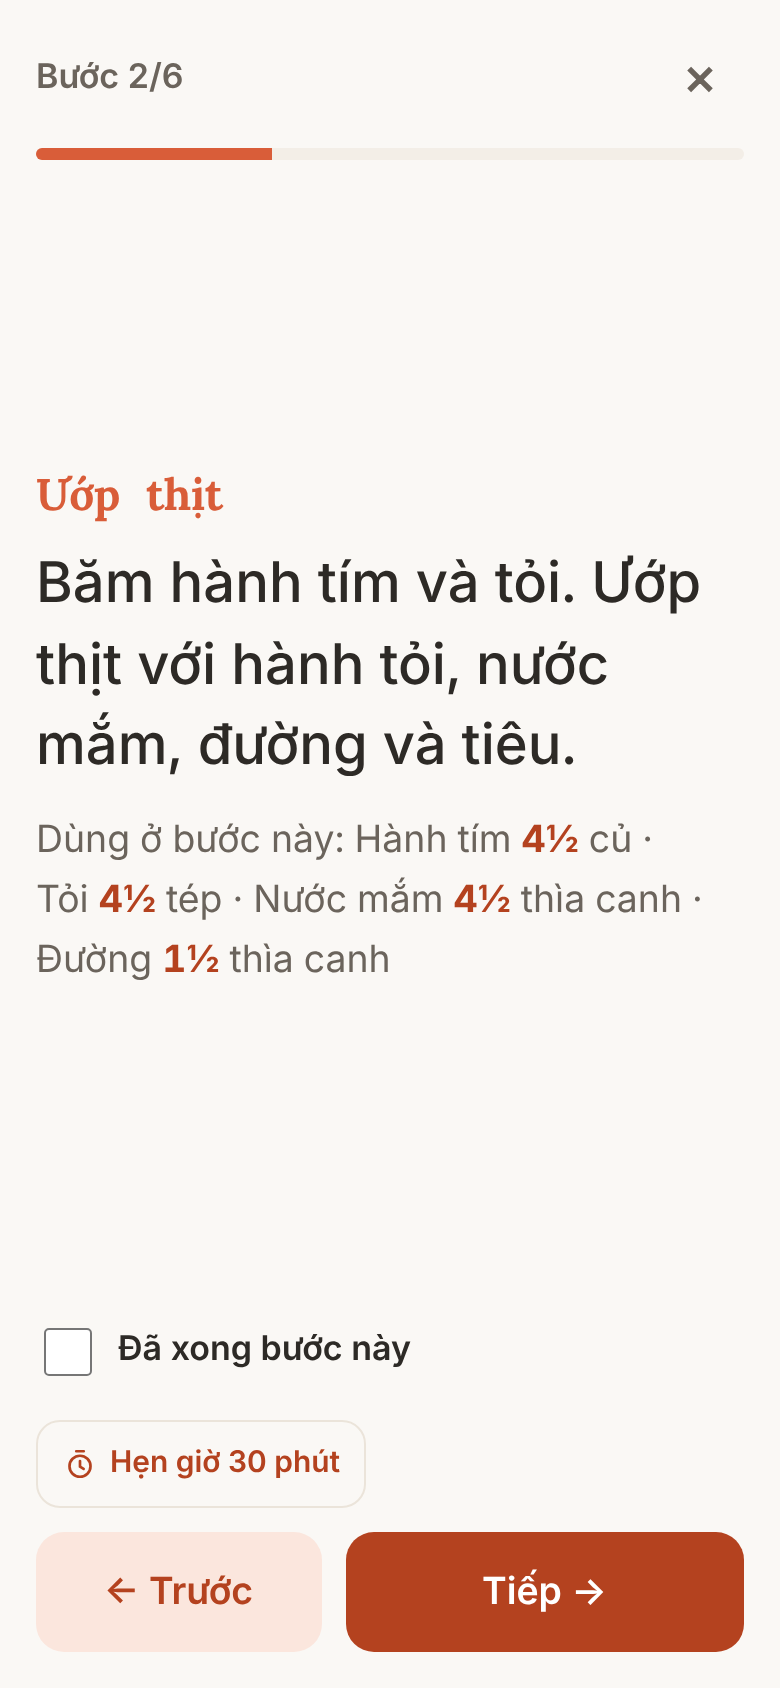 Bước 2/6
×
Ướp thịt
Băm hành tím và tỏi. Ướp
thịt với hành tỏi, nước
mắm, đường và tiêu.
Dùng ở bước này: Hành tím 4½ củ ·
Tỏi 4½ tép · Nước mắm 4½ thìa canh ·
Đường 1½ thìa canh
Đã xong bước này
Hẹn giờ 30 phút
← Trước
Tiếp →